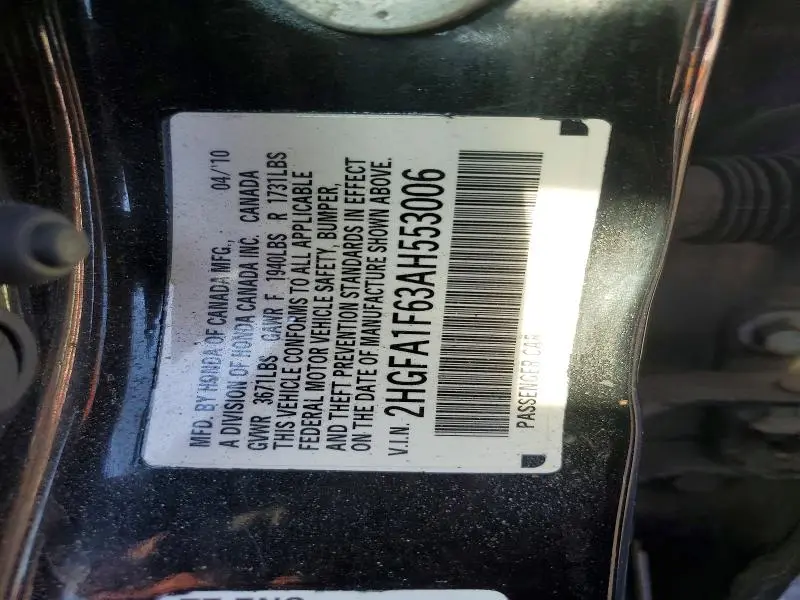 MFD. BY HONDA OF CANADA MFG., 04/'10
A DIVISION OF HONDA CANADA INC. CANADA
GVWR 3671LBS GAWR F 1940LBS R 1731LBS
THIS VEHICLE CONFORMS TO ALL APPLICABLE
FEDERAL MOTOR VEHICLE SAFETY, BUMPER,
AND THEFT PREVENTION STANDARDS IN EFFECT
ON THE DATE OF MANUFACTURE SHOWN ABOVE.
V.I.N. 2HGFA1F63AH553006
PASSENGER CAR